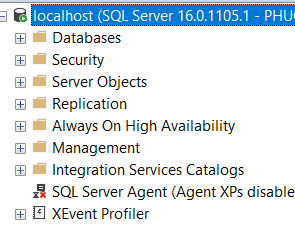 localhost (SQL Server 16.0.1105.1 - PHU
Databases
Security
Server Objects
Replication
Always On High Availability
Management
Integration Services Catalogs
SQL Server Agent (Agent XPs disable
XEvent Profiler